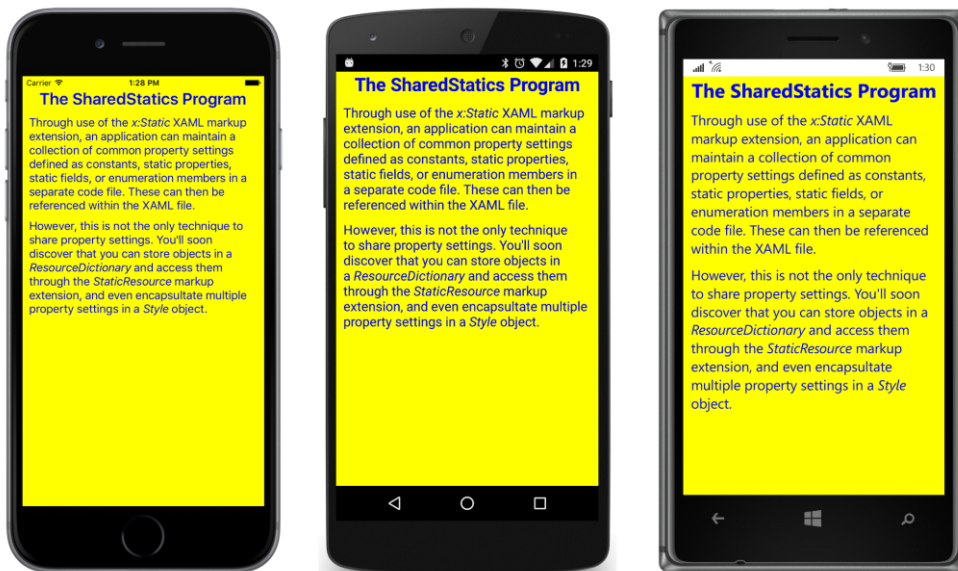 Carrier 1:28 PM
The SharedStatics Program
Through use of the x:Static XAML markup
extension, an application can maintain a
collection of common property settings
defined as constants, static properties,
static fields, or enumeration members in a
separate code file. These can then be
referenced within the XAML file.
However, this is not the only technique to
share property settings. You'll soon
discover that you can store objects in a
ResourceDictionary and access them
through the StaticResource markup
extension, and even encapsultate multiple
property settings in a Style object.
1:29
The SharedStatics Program
Through use of the x:Static XAML markup
extension, an application can maintain a
collection of common property settings
defined as constants, static properties,
static fields, or enumeration members in
a separate code file. These can then be
referenced within the XAML file.
However, this is not the only technique
to share property settings. You'll soon
discover that you can store objects in
a ResourceDictionary and access them
through the StaticResource markup
extension, and even encapsultate multiple
property settings in a Style object.
1:30
The SharedStatics Program
Through use of the x:Static XAML
markup extension, an application can
maintain a collection of common
property settings defined as constants,
static properties, static fields, or
enumeration members in a separate
code file. These can then be referenced
within the XAML file.
However, this is not the only technique
to share property settings. You'll soon
discover that you can store objects in a
ResourceDictionary and access them
through the StaticResource markup
extension, and even encapsultate
multiple property settings in a Style
object.